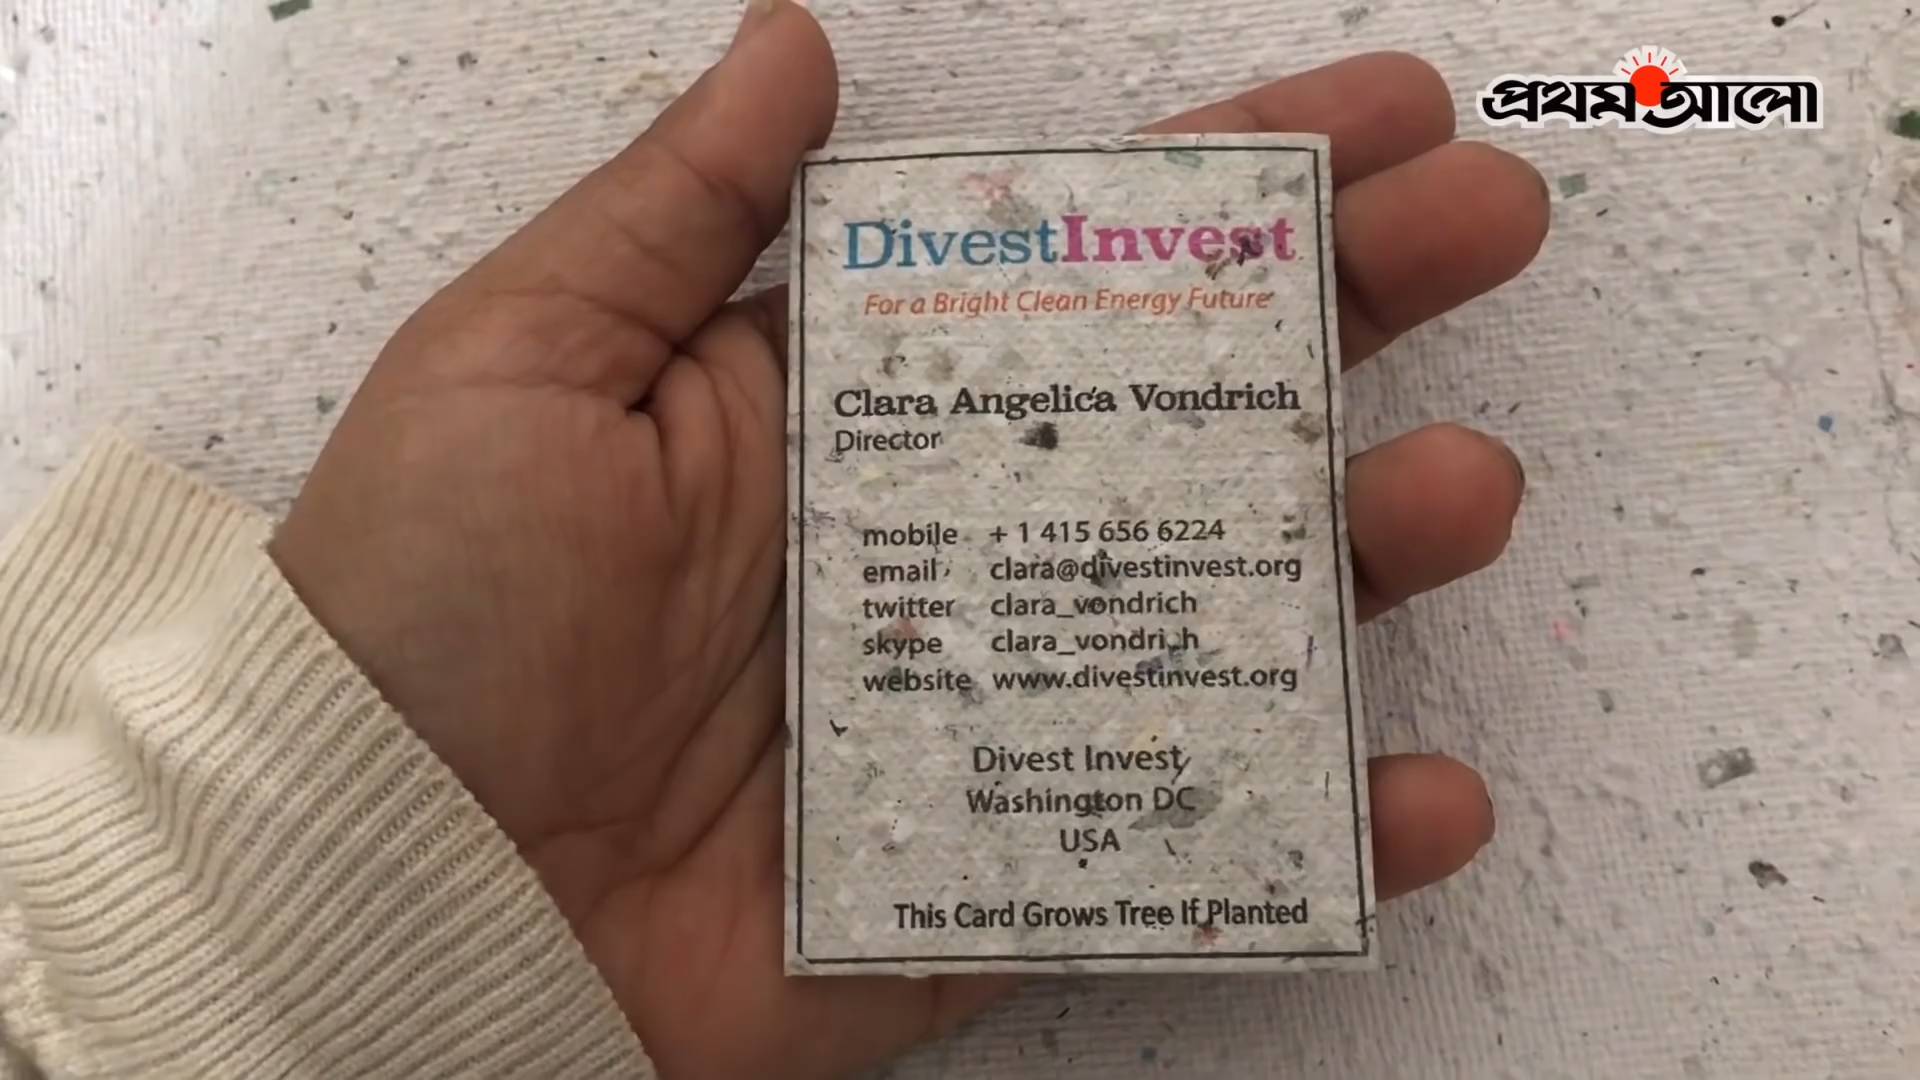 প্রথম আলো
DivestInvest
For a Bright Clean Energy Future
Clara Angelica Vondrich
Director
mobile + 1 415 656 6224
email clara@divestinvest.org
twitter clara_vondrich
skype clara_vondrich
website www.divestinvest.org
Divest Invest
Washington DC
USA
This Card Grows Tree If Planted